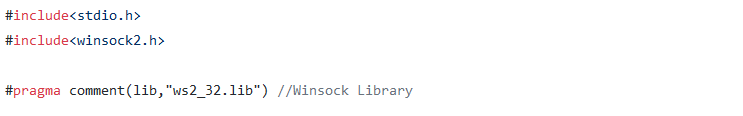 #include<stdio.h>
#include<winsock2.h>
#pragma comment(lib,"ws2_32.lib") //Winsock Library